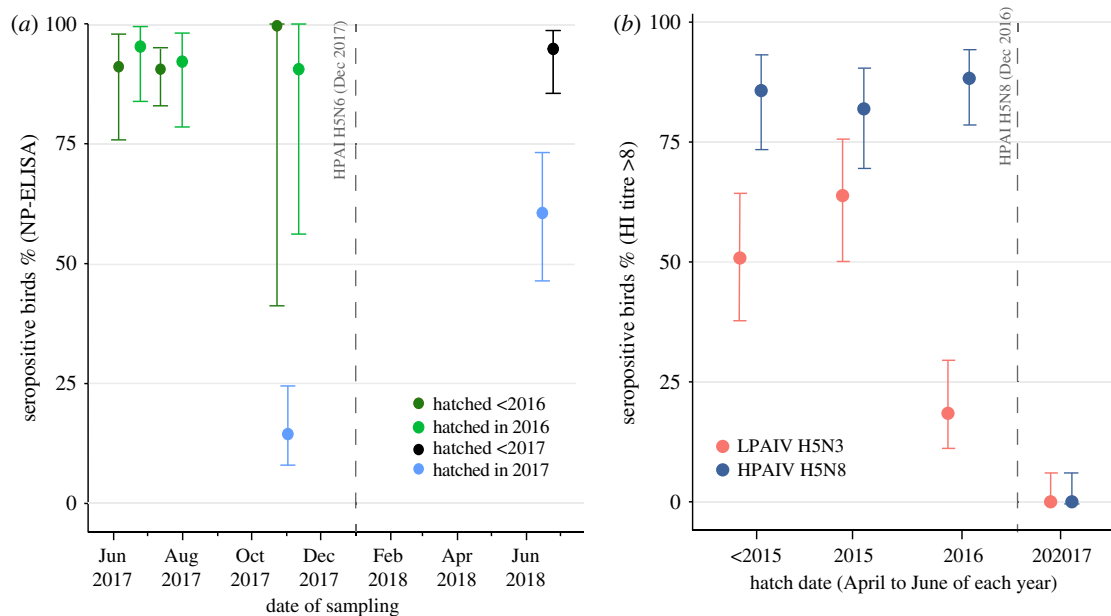 (a)
seropositive birds % (NP-ELISA)
100
75
50
25
0
HPAI H5N6 (Dec 2017)
hatched <2016
hatched in 2016
hatched <2017
hatched in 2017
Jun Aug Oct Dec Feb Apr Jun
2017 2017 2017 2017 2018 2018 2018
date of sampling
(b)
seropositive birds % (HI titre >8)
100
75
50
25
0
HPAI H5N8 (Dec 2016)
LPAIV H5N3
HPAIV H5N8
<2015 2015 2016 202017
hatch date (April to June of each year)